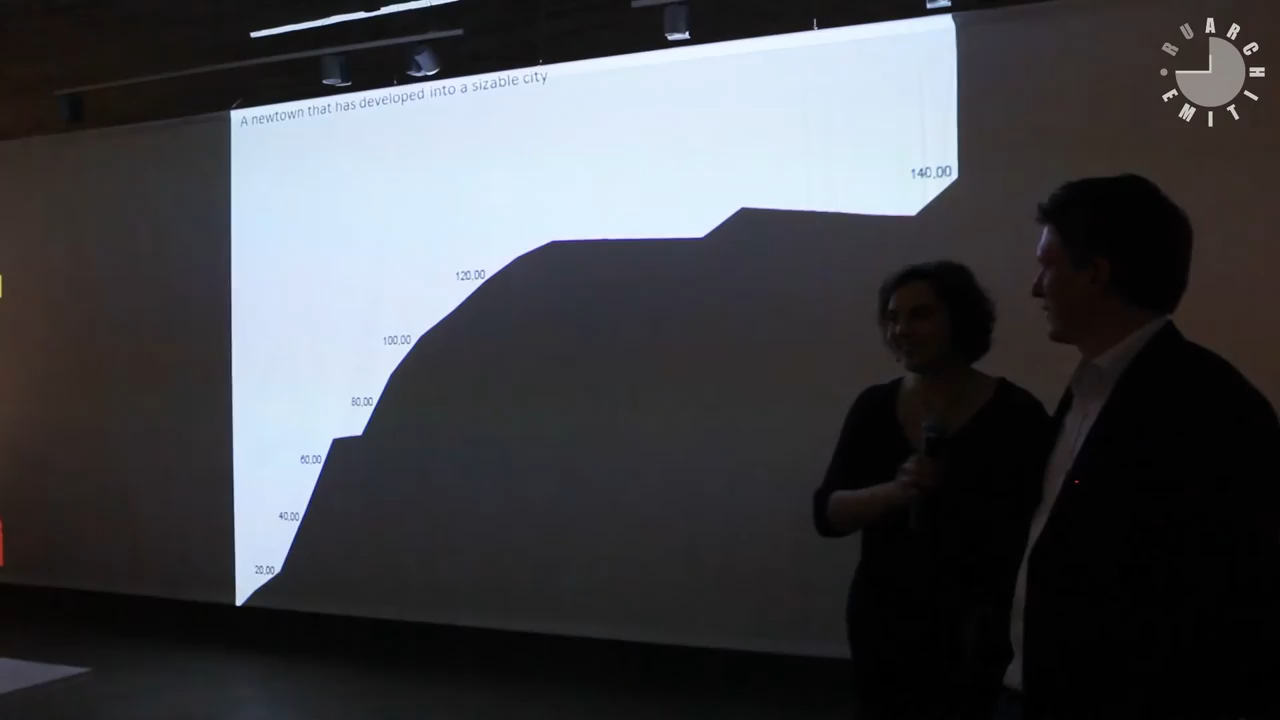 A newtown that has developed into a sizable city
140,00
120,00
100,00
80,00
60,00
40,00
20,00
RUARCH
EMITI